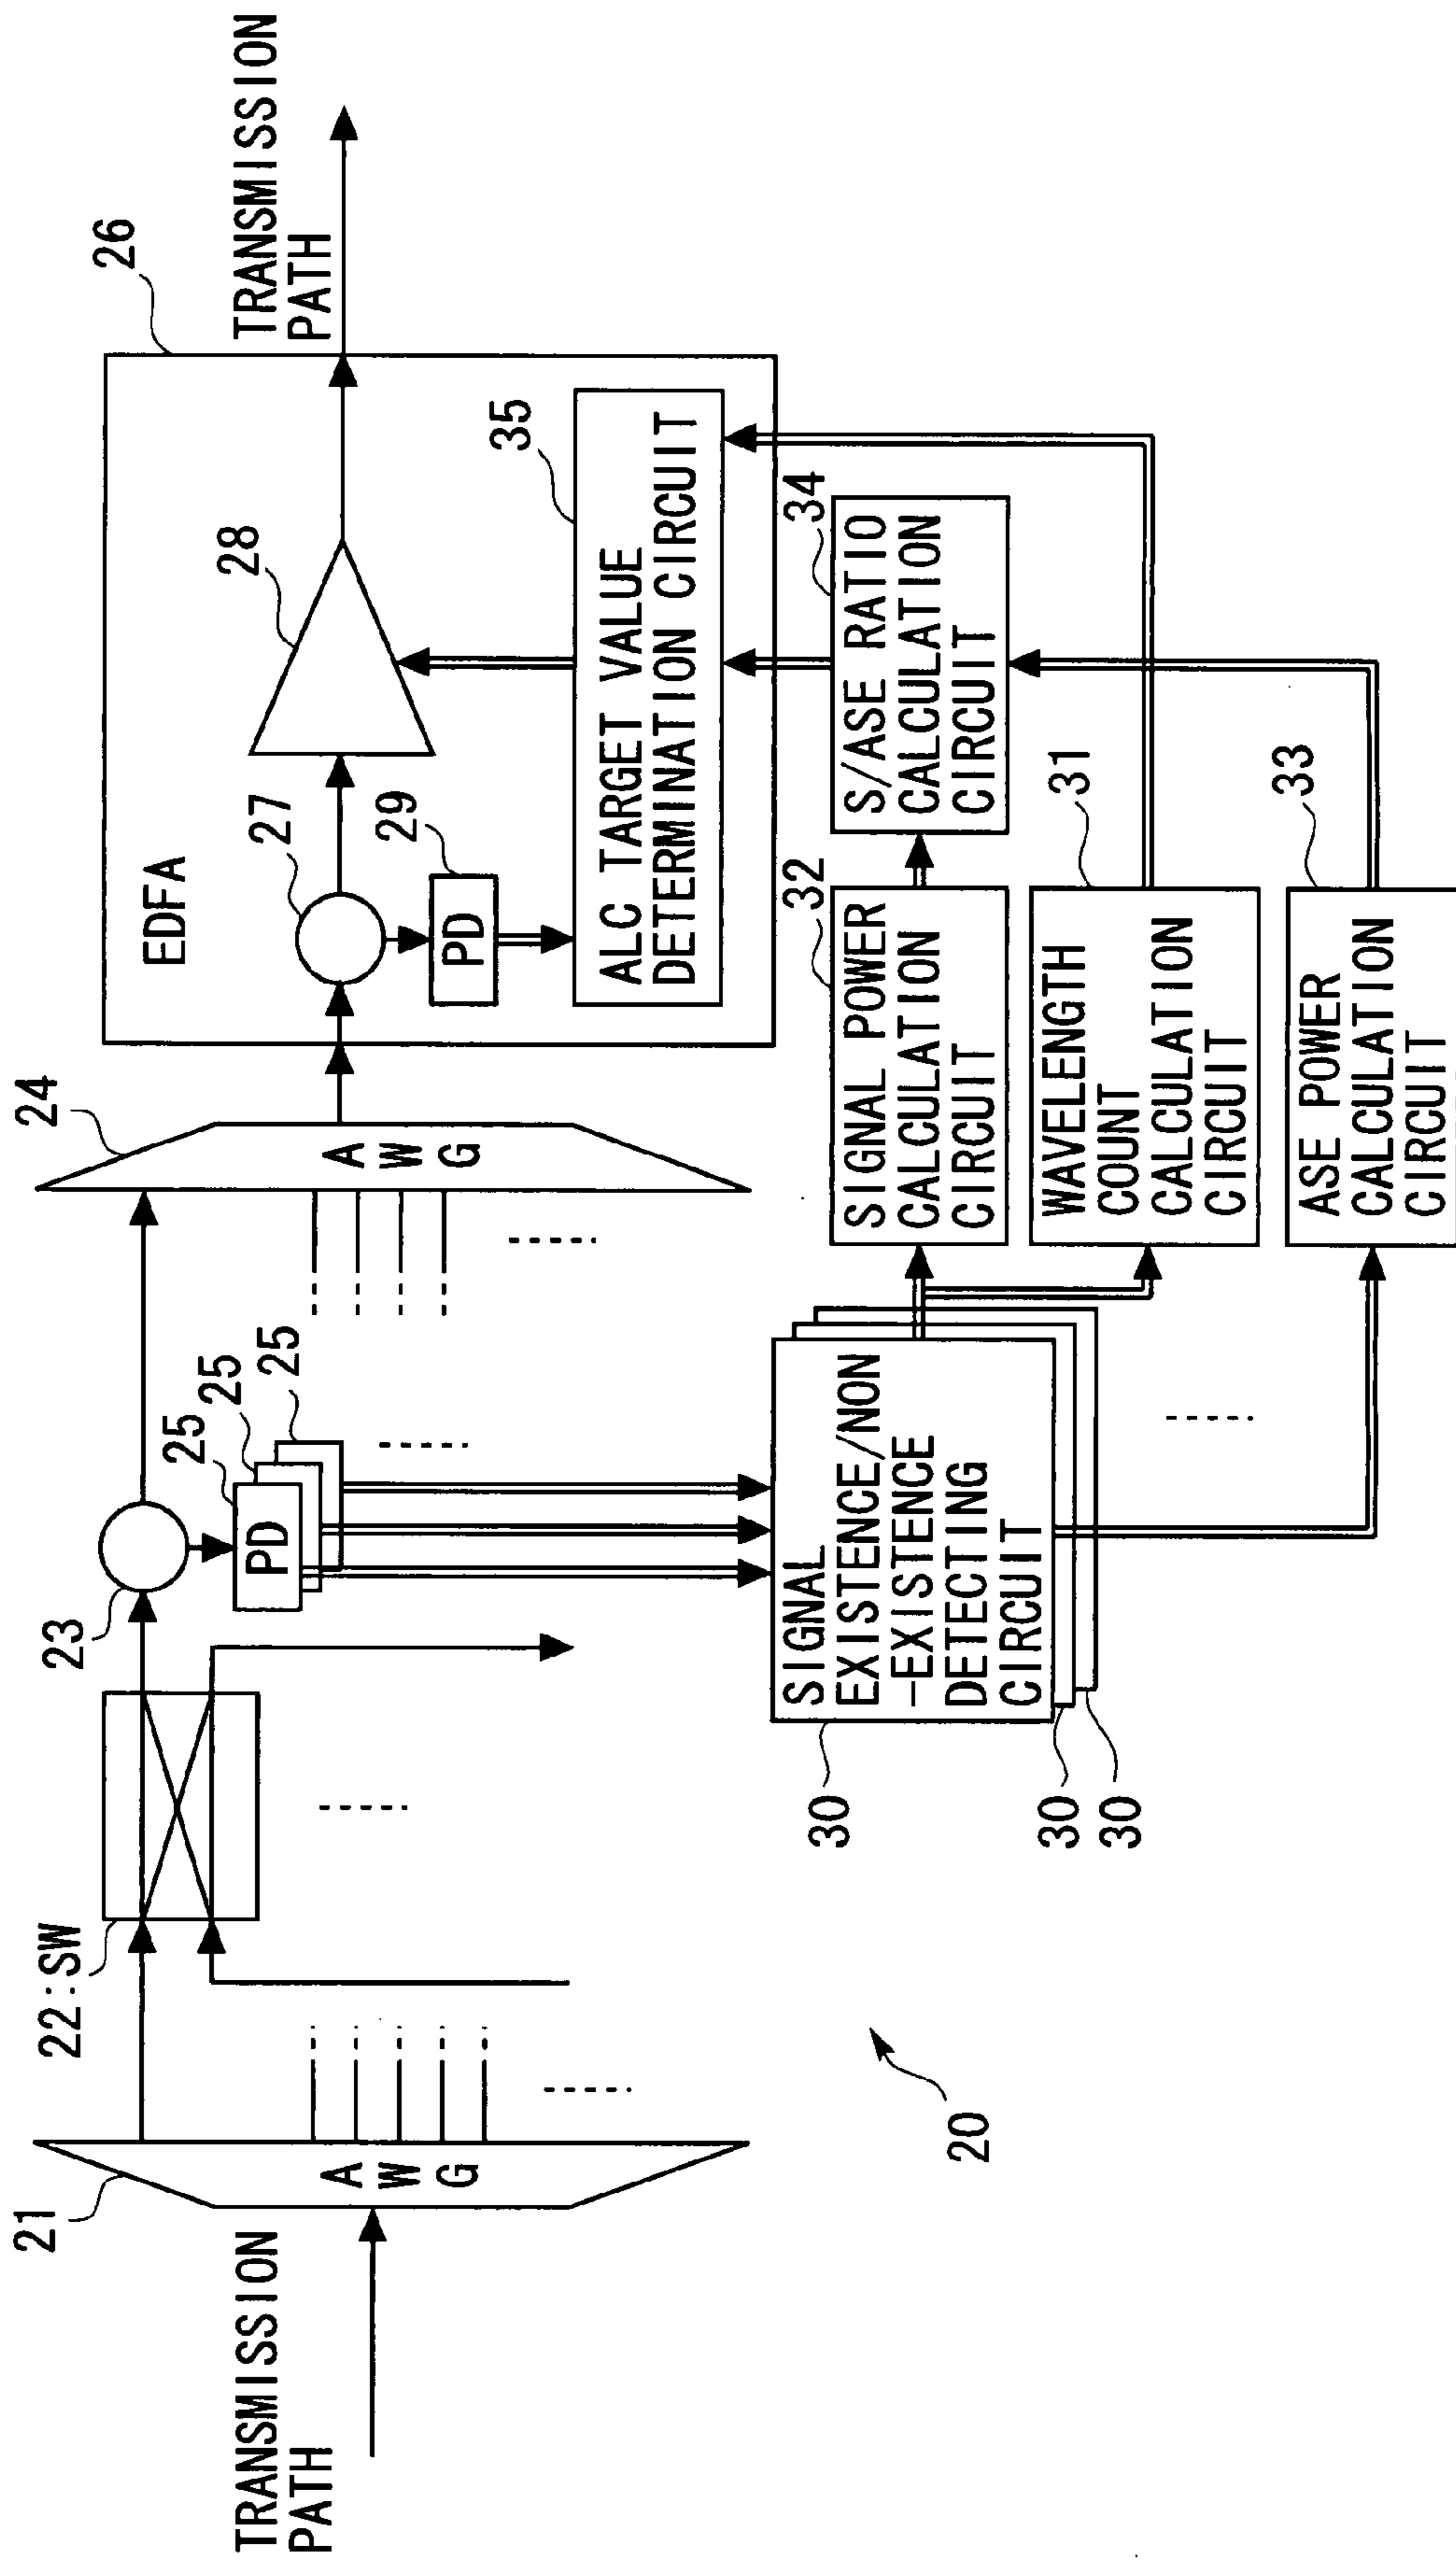 TRANSMISSION
PATH
21
A
W
G
22:SW
23
25
25
25
PD
24
A
W
G
26
EDFA
27
28
29
PD
35
ALC TARGET VALUE
DETERMINATION CIRCUIT
TRANSMISSION
PATH
20
30
30
30
SIGNAL
EXISTENCE/NON
-EXISTENCE
DETECTING
CIRCUIT
32
SIGNAL POWER
CALCULATION
CIRCUIT
34
S/ASE RATIO
CALCULATION
CIRCUIT
31
WAVELENGTH
COUNT
CALCULATION
CIRCUIT
33
ASE POWER
CALCULATION
CIRCUIT